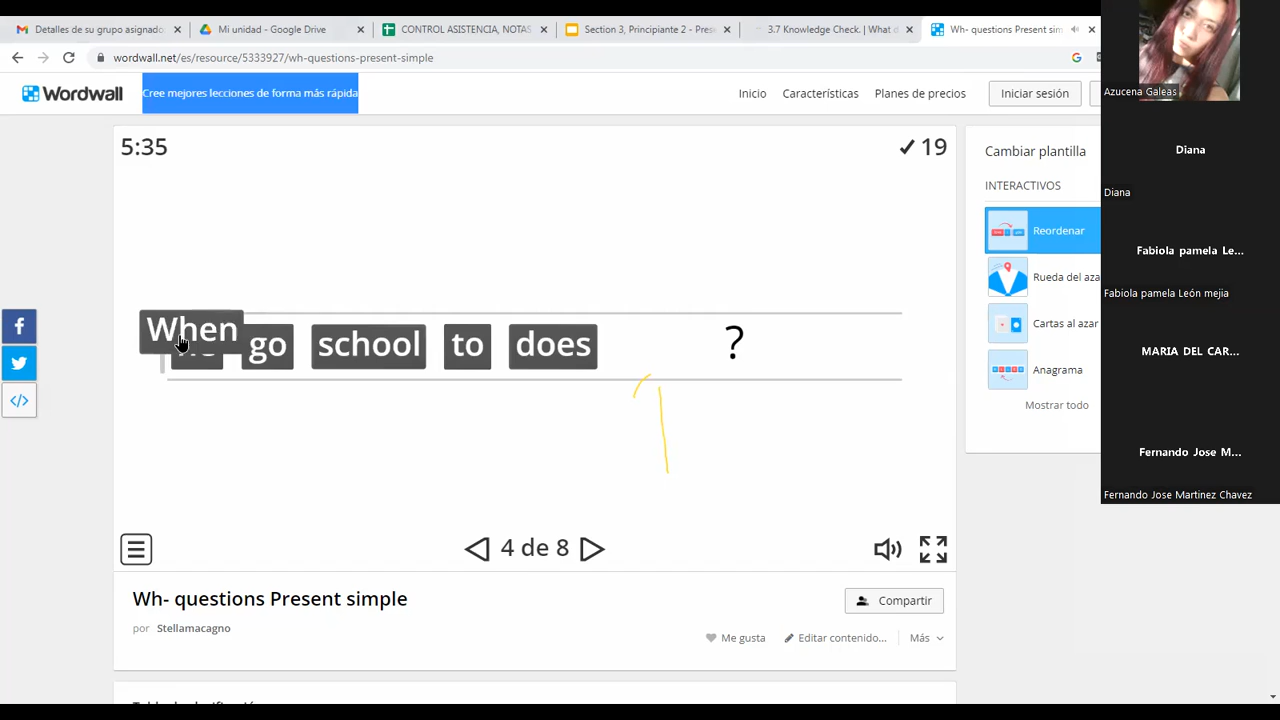 Detalles de su grupo asignado
Mi unidad - Google Drive
CONTROL ASISTENCIA, NOTAS
Section 3, Principiante 2 - Pres
3.7 Knowledge Check. | What d
Wh- questions Present sim
wordwall.net/es/resource/5333927/wh-questions-present-simple
Wordwall
Cree mejores lecciones de forma más rápida
Inicio
Características
Planes de precios
Iniciar sesión
5:35
19
When
go
school
to
does
?
4 de 8
Wh- questions Present simple
por Stellamacagno
Compartir
Me gusta
Editar contenido...
Más
Cambiar plantilla
INTERACTIVOS
Reordenar
Rueda del aza
Cartas al azar
Anagrama
Mostrar todo
Azucena Galeas
Diana
Diana
Fabiola pamela Le...
Fabiola pamela León mejia
MARIA DEL CAR...
Fernando Jose M...
Fernando Jose Martinez Chavez